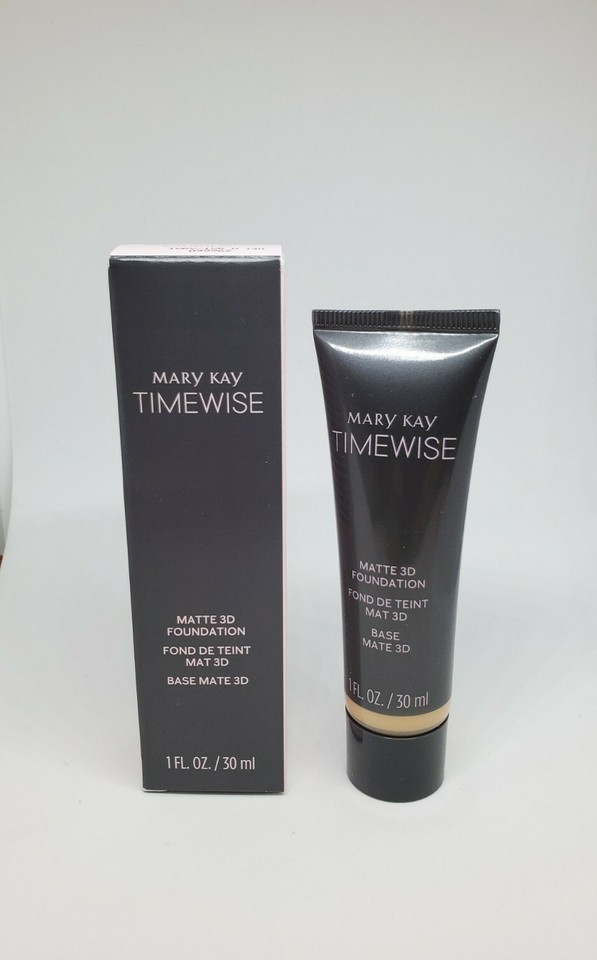 MARY KAY
TIMEWISE
MATTE 3D
FOUNDATION
FOND DE TEINT
MAT 3D
BASE MATE 3D
1 FL. OZ. / 30 ml
MARY KAY
TIMEWISE
MATTE 3D
FOUNDATION
FOND DE TEINT
MAT 3D
BASE
MATE 3D
1 FL. OZ. / 30 ml